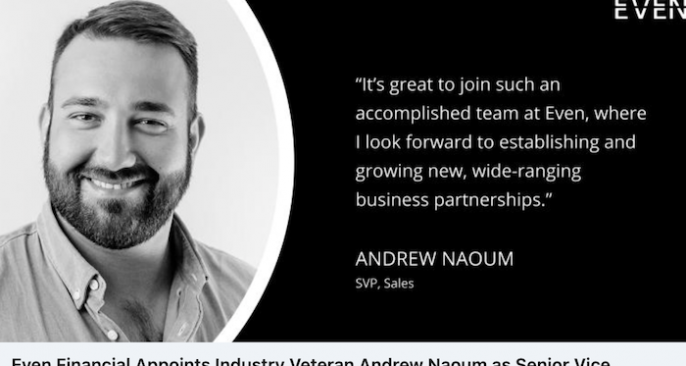 EVEN
“It’s great to join such an
accomplished team at Even, where
I look forward to establishing and
growing new, wide-ranging
business partnerships.”
ANDREW NAOUM
SVP, Sales
Even Financial Appoints Industry Veteran Andrew Naoum as Senior Vice